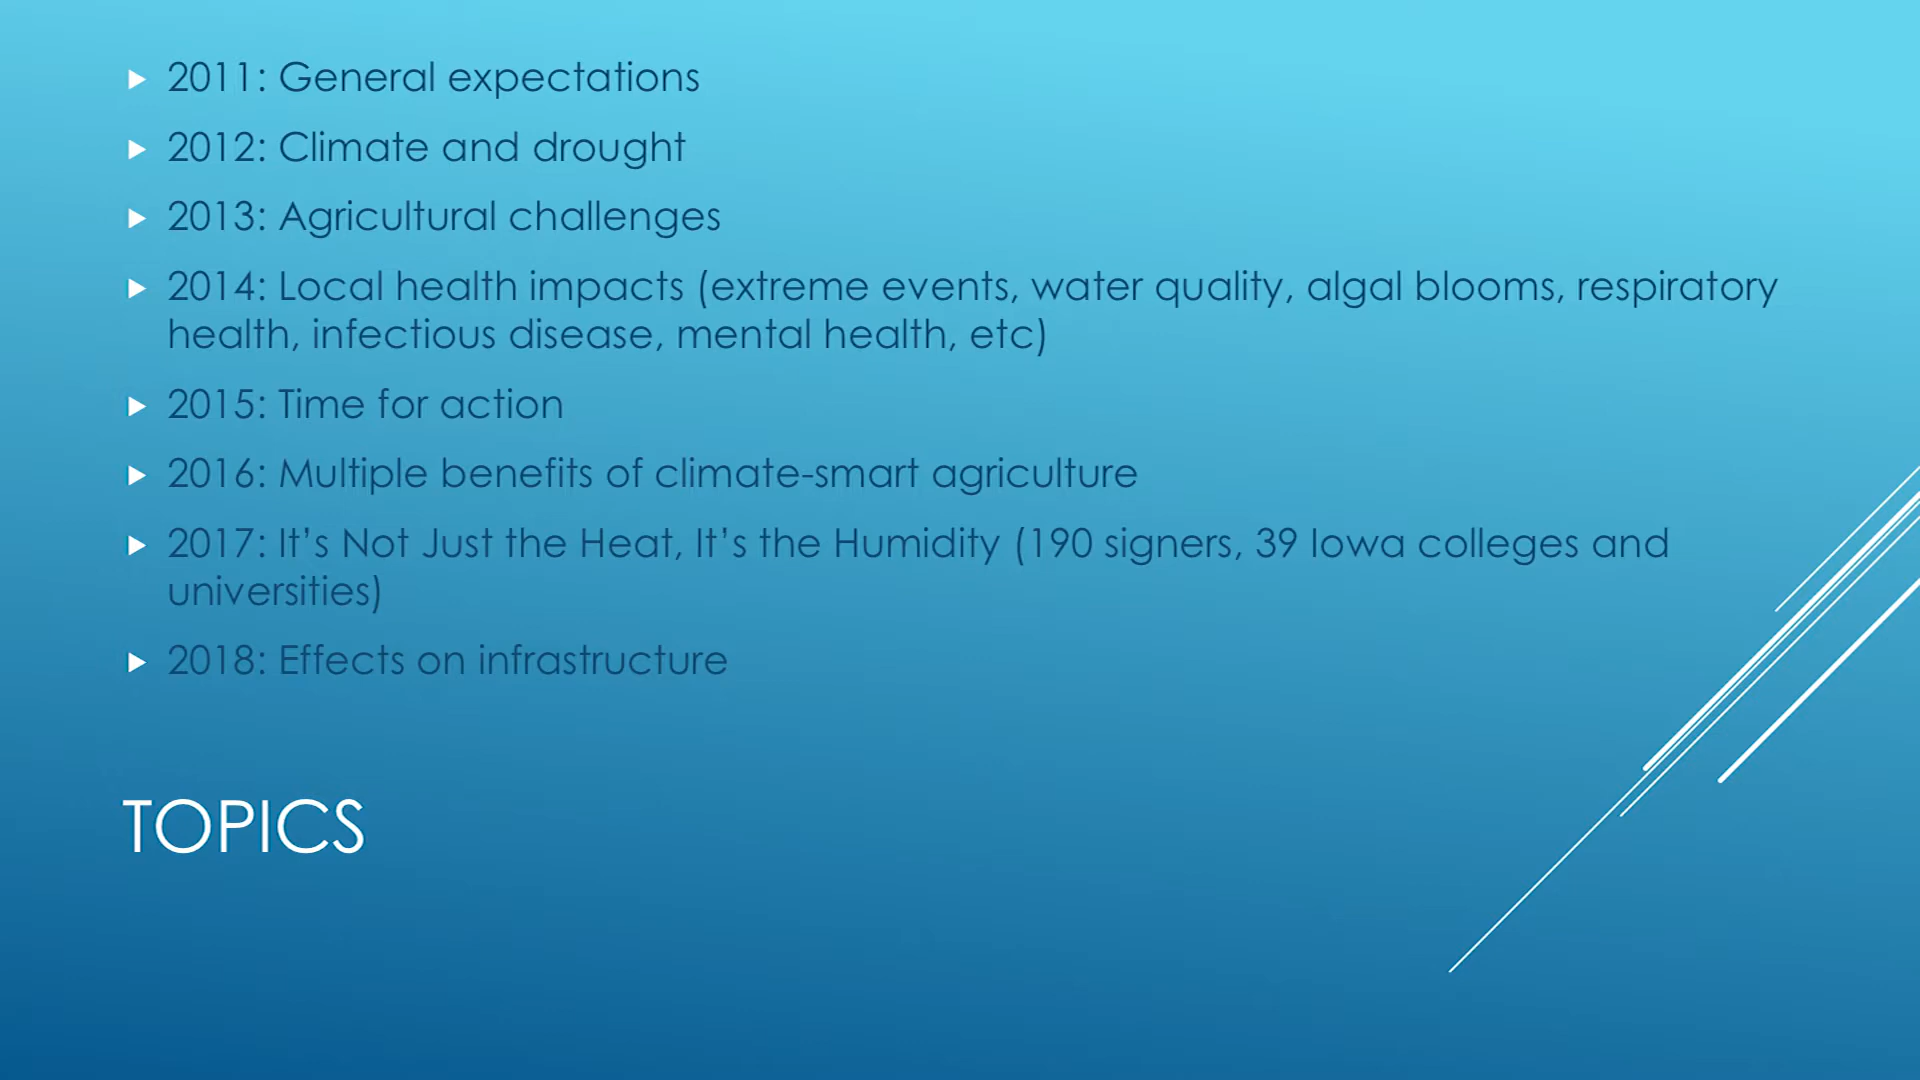 2011: General expectations
2012: Climate and drought
2013: Agricultural challenges
2014: Local health impacts (extreme events, water quality, algal blooms, respiratory
health, infectious disease, mental health, etc)
2015: Time for action
2016: Multiple benefits of climate-smart agriculture
2017: It’s Not Just the Heat, It’s the Humidity (190 signers, 39 Iowa colleges and
universities)
2018: Effects on infrastructure
TOPICS